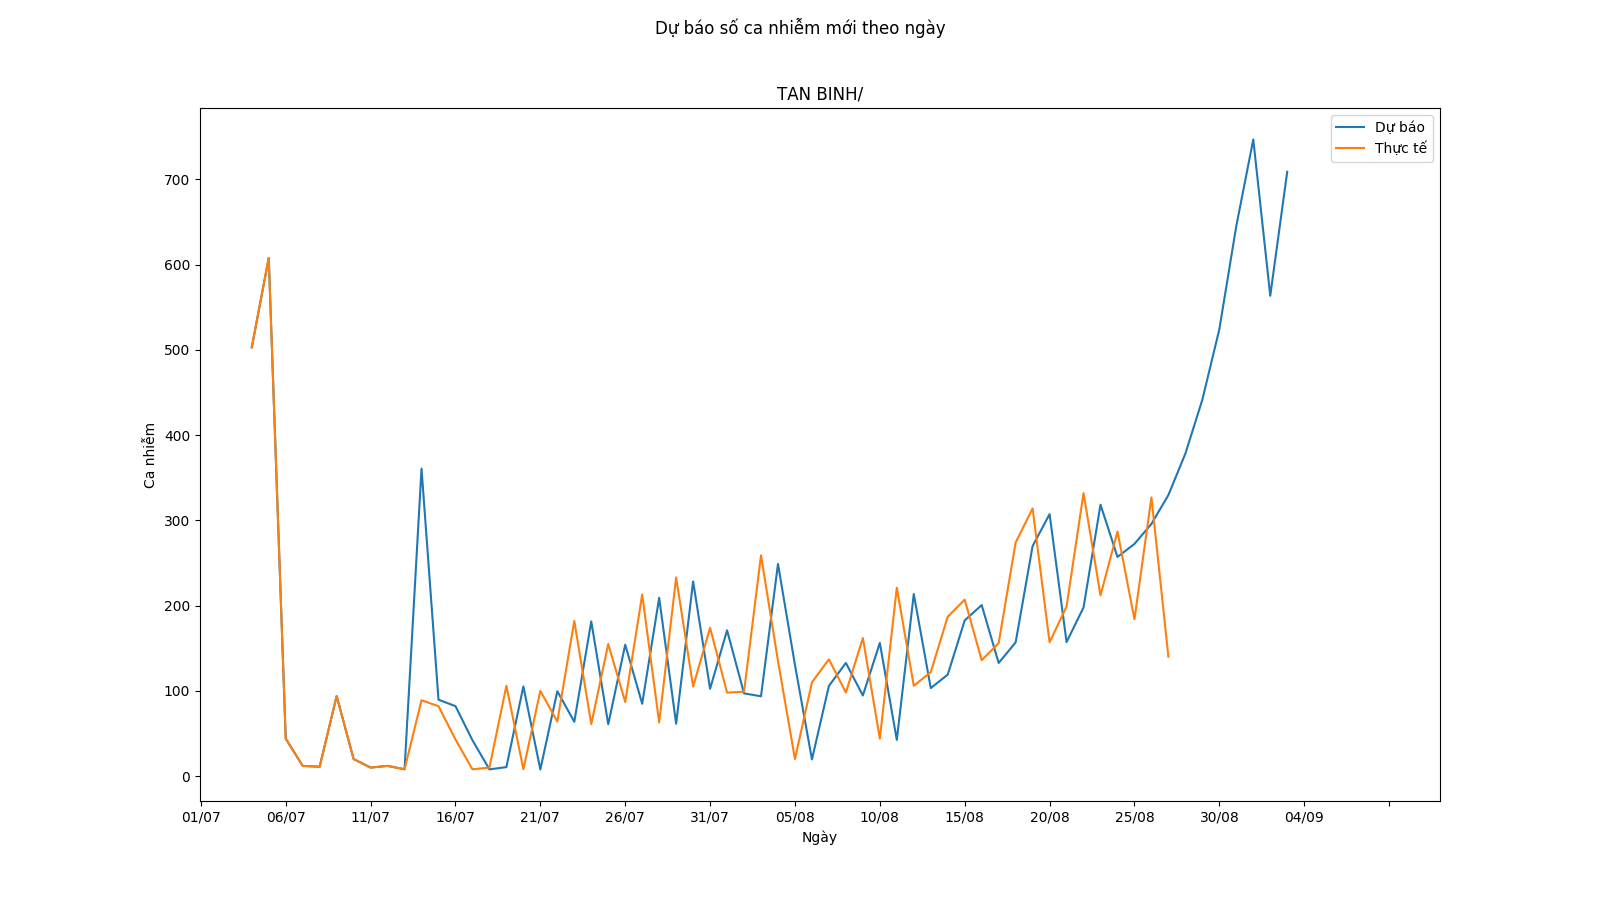 Dự báo số ca nhiễm mới theo ngày
TAN BINH/
Dự báo
Thực tế
700
600
500
400
300
200
100
0
Ca nhiễm
01/07 06/07 11/07 16/07 21/07 26/07 31/07 05/08 10/08 15/08 20/08 25/08 30/08 04/09
Ngày